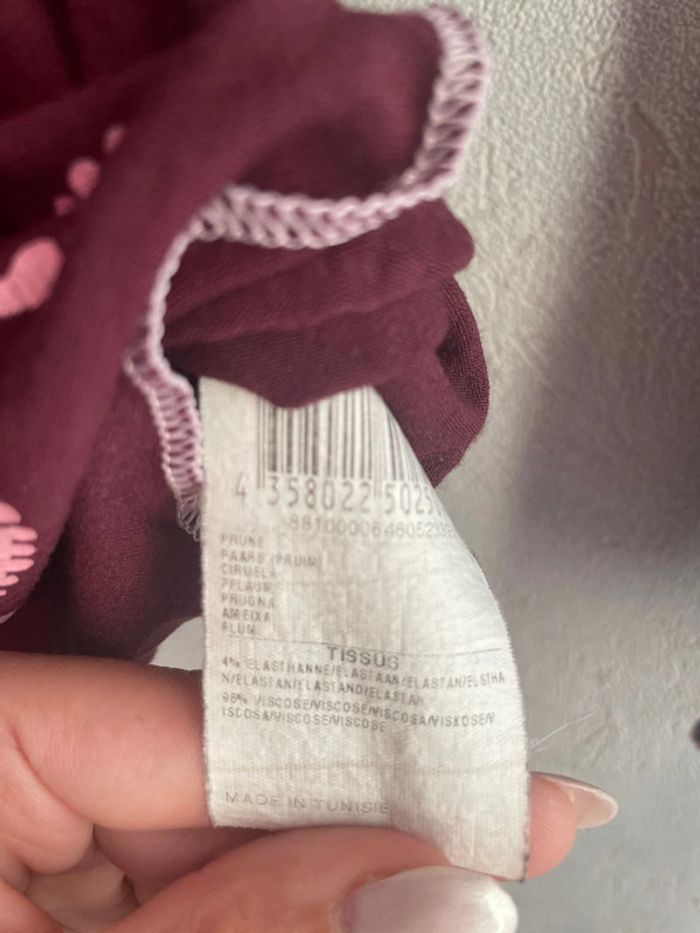 4 358022 5025
PRUNE
PAARS /PRUIM
CIRUELA
PFLAUM
PRUGNA
AMEIXA
PLUM
TISSUS
4% ELASTHANNE/ELASTAAN/ELASTAN/ELSTHA
N/ELASTAN/ELASTANO/ELASTAN
96% VISCOSE/VISCOSE/VISCOSA/VISKOSE/V
ISCOSA/VISCOSE/VISCOSE
MADE IN TUNISIE